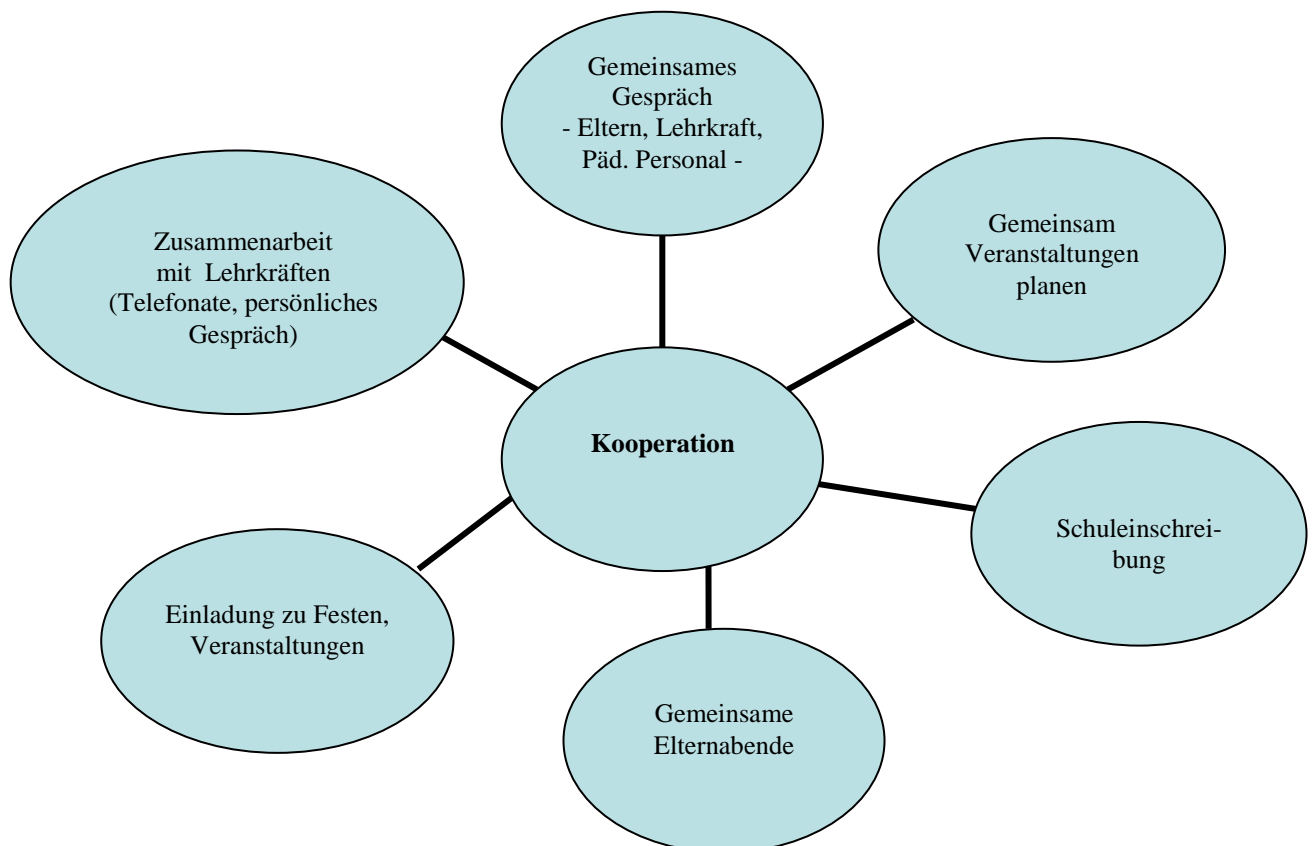 Gemeinsames
Gespräch
- Eltern, Lehrkraft,
Päd. Personal -
Zusammenarbeit
mit  Lehrkräften
(Telefonate, persönliches
Gespräch)
Gemeinsam
Veranstaltungen
planen
Kooperation
Schuleinschrei-
bung
Einladung zu Festen,
Veranstaltungen
Gemeinsame
Elternabende